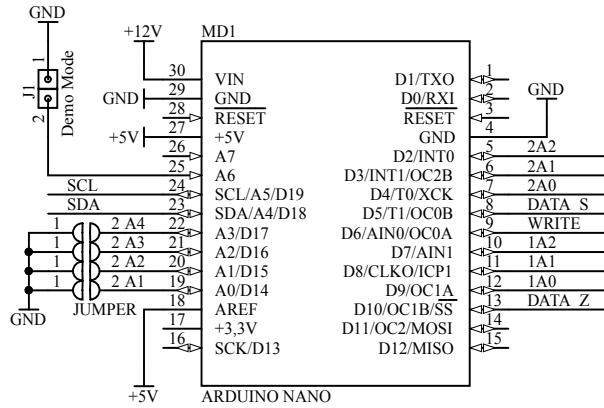 GND
MD1
+12V
1
J1
Demo Mode
2
30 VIN D1/TXO 1
GND 29 GND D0/RXI 2 GND
28 RESET RESET 3
+5V 27 +5V GND 4
26 A7 D2/INT0 5 2A2
25 A6 D3/INT1/OC2B 6 2A1
SCL 24 SCL/A5/D19 D4/T0/XCK 7 2A0
SDA 23 SDA/A4/D18 D5/T1/OC0B 8 DATA_S
1 2 A4 22 A3/D17 D6/AIN0/OC0A 9 WRITE
1 2 A3 21 A2/D16 D7/AIN1 10 1A2
1 2 A2 20 A1/D15 D8/CLKO/ICP1 11 1A1
1 2 A1 19 A0/D14 D9/OC1A 12 1A0
GND JUMPER 18 AREF D10/OC1B/SS 13 DATA_Z
17 +3,3V D11/OC2/MOSI 14
16 SCK/D13 D12/MISO 15
+5V
ARDUINO NANO